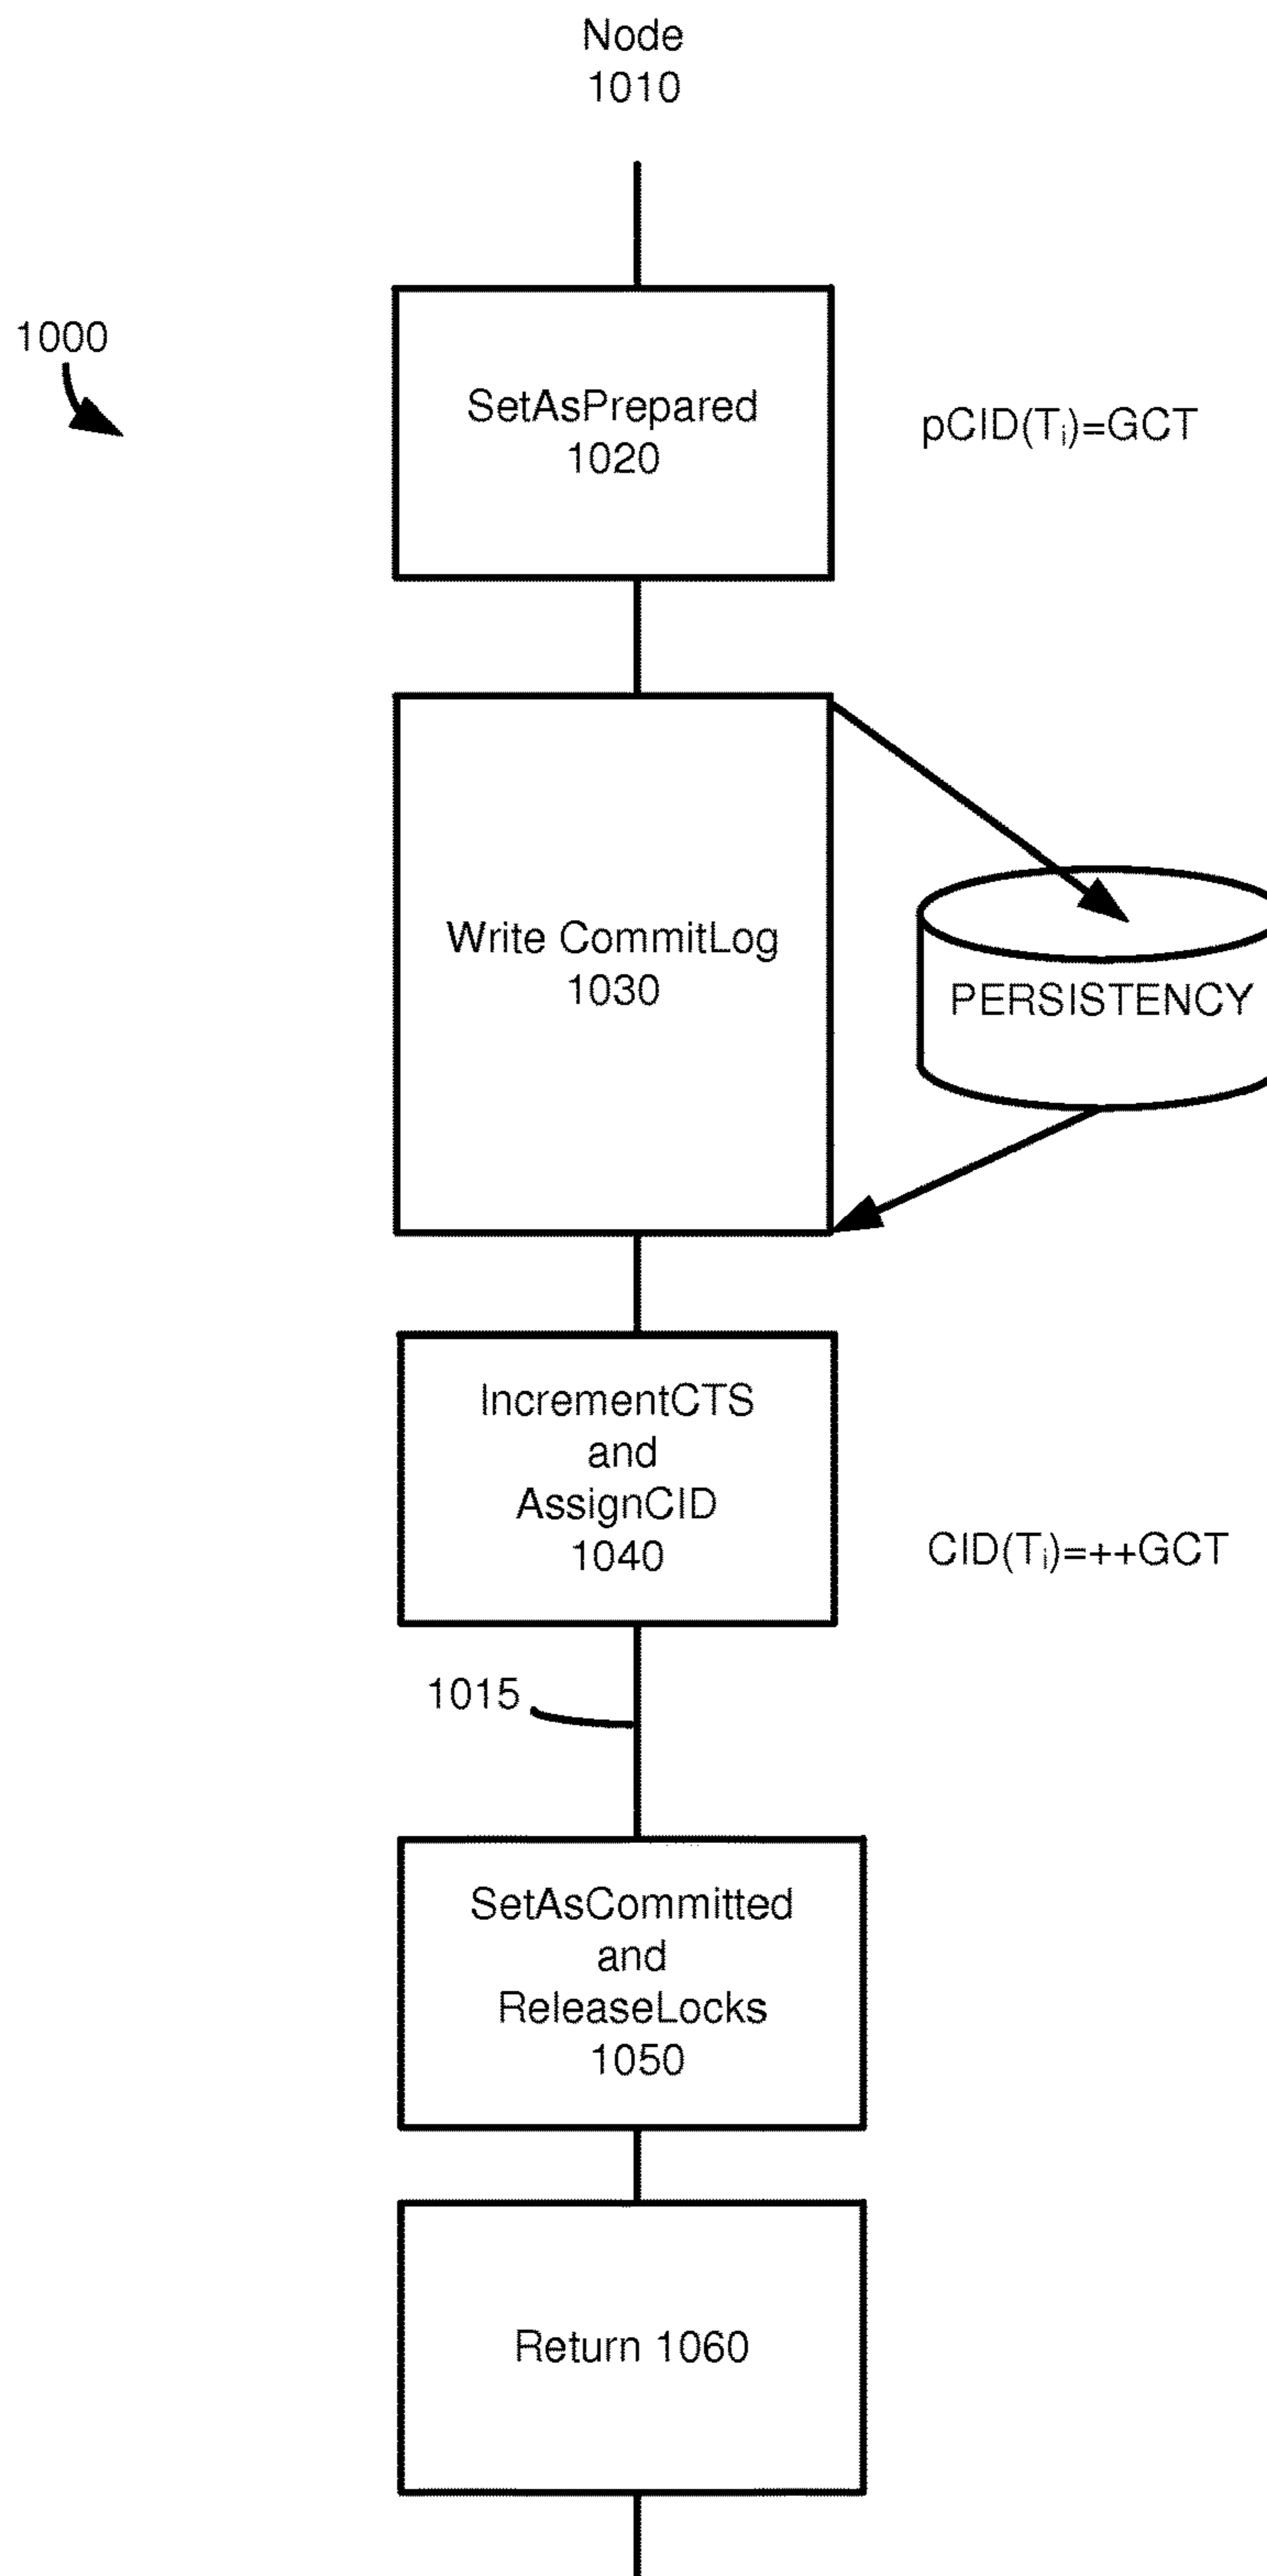 Node
1010
1000
SetAsPrepared
1020
pCID(Tᵢ)=GCT
Write CommitLog
1030
PERSISTENCY
IncrementCTS
and
AssignCID
1040
CID(Tᵢ)=++GCT
1015
SetAsCommitted
and
ReleaseLocks
1050
Return 1060